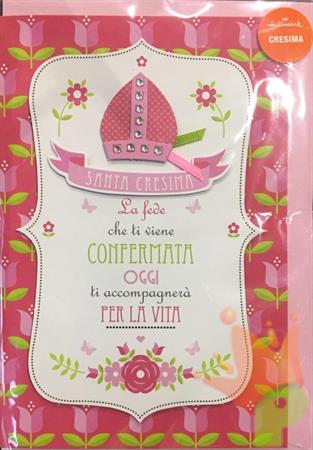 Hallmark
CRESIMA
SANTA CRESIMA
La fede
che ti viene
CONFERMATA
OGGI
ti accompagnerà
PER LA VITA